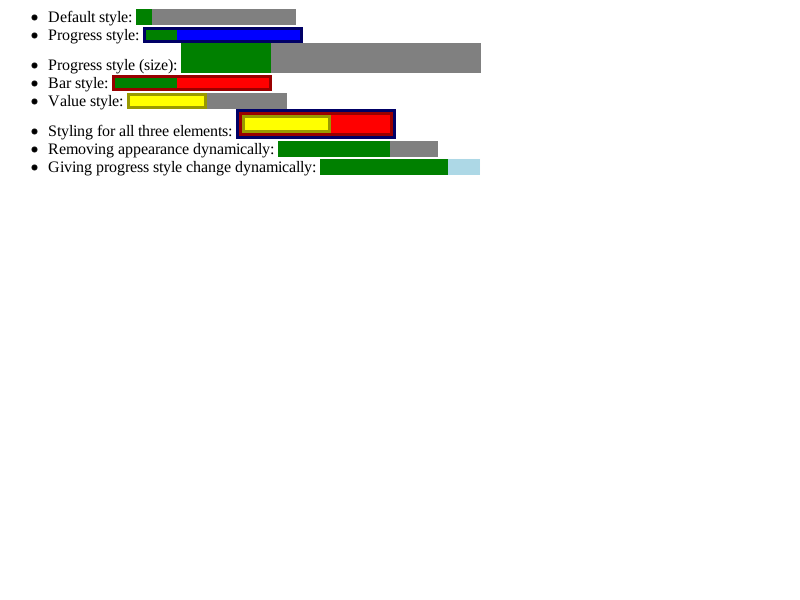 Default style:
Progress style:
Progress style (size):
Bar style:
Value style:
Styling for all three elements:
Removing appearance dynamically:
Giving progress style change dynamically: